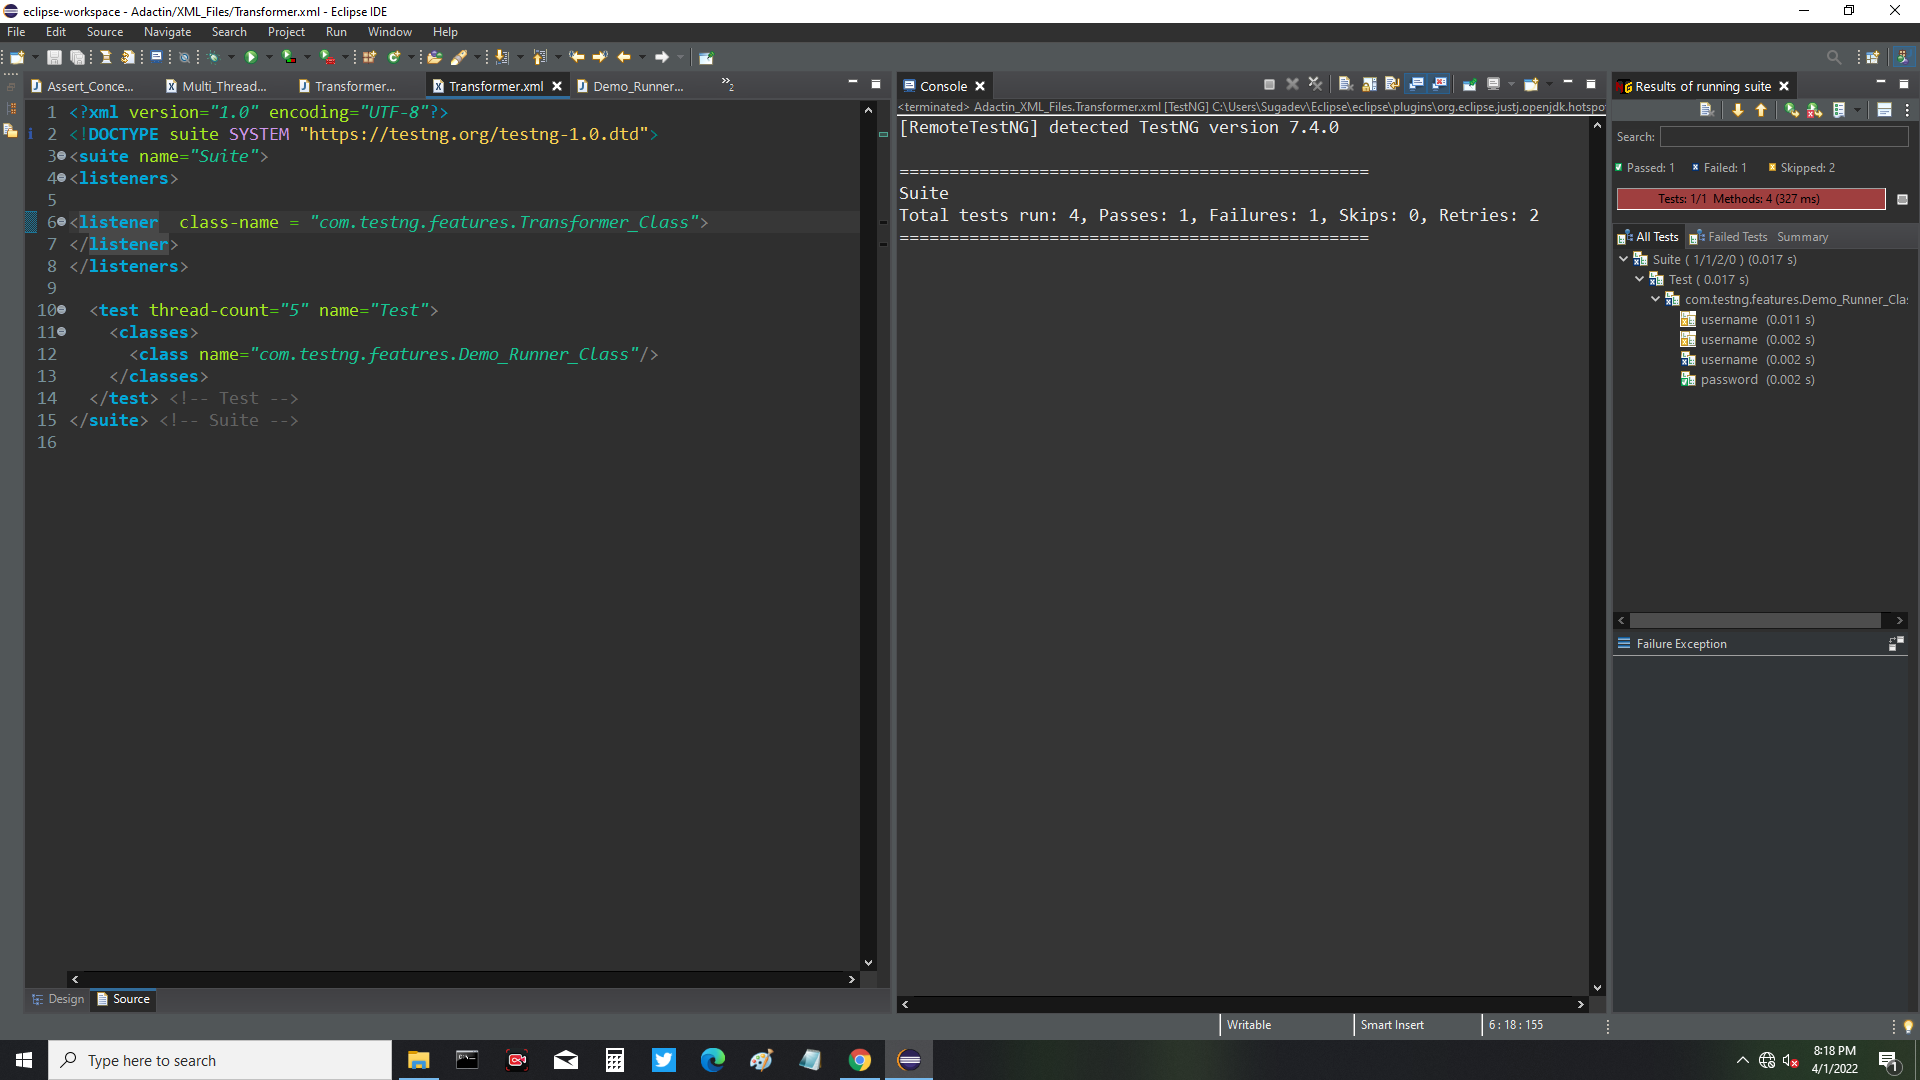 eclipse-workspace - Adactin/XML_Files/Transformer.xml - Eclipse IDE
File Edit Source Navigate Search Project Run Window Help
Assert_Conce... Multi_Thread... Transformer... Transformer.xml Demo_Runner... »2
1 <?xml version="1.0" encoding="UTF-8"?>
2 <!DOCTYPE suite SYSTEM "https://testng.org/testng-1.0.dtd">
3 <suite name="Suite">
4 <listeners>
5
6 <listener  class-name = "com.testng.features.Transformer_Class">
7 </listener>
8 </listeners>
9
10   <test thread-count="5" name="Test">
11     <classes>
12       <class name="com.testng.features.Demo_Runner_Class"/>
13     </classes>
14   </test> <!-- Test -->
15 </suite> <!-- Suite -->
16
Design Source
Console
<terminated> Adactin_XML_Files.Transformer.xml [TestNG] C:\Users\Sugadev\Eclipse\eclipse\plugins\org.eclipse.justj.openjdk.hotspo
[RemoteTestNG] detected TestNG version 7.4.0
===============================================
Suite
Total tests run: 4, Passes: 1, Failures: 1, Skips: 0, Retries: 2
===============================================
Results of running suite
Search:
Passed: 1 Failed: 1 Skipped: 2
Tests: 1/1 Methods: 4 (327 ms)
All Tests Failed Tests Summary
Suite ( 1/1/2/0 ) (0.017 s)
Test ( 0.017 s)
com.testng.features.Demo_Runner_Clas
username (0.011 s)
username (0.002 s)
username (0.002 s)
password (0.002 s)
Failure Exception
Writable Smart Insert 6 : 18 : 155
Type here to search
8:18 PM
4/1/2022
1